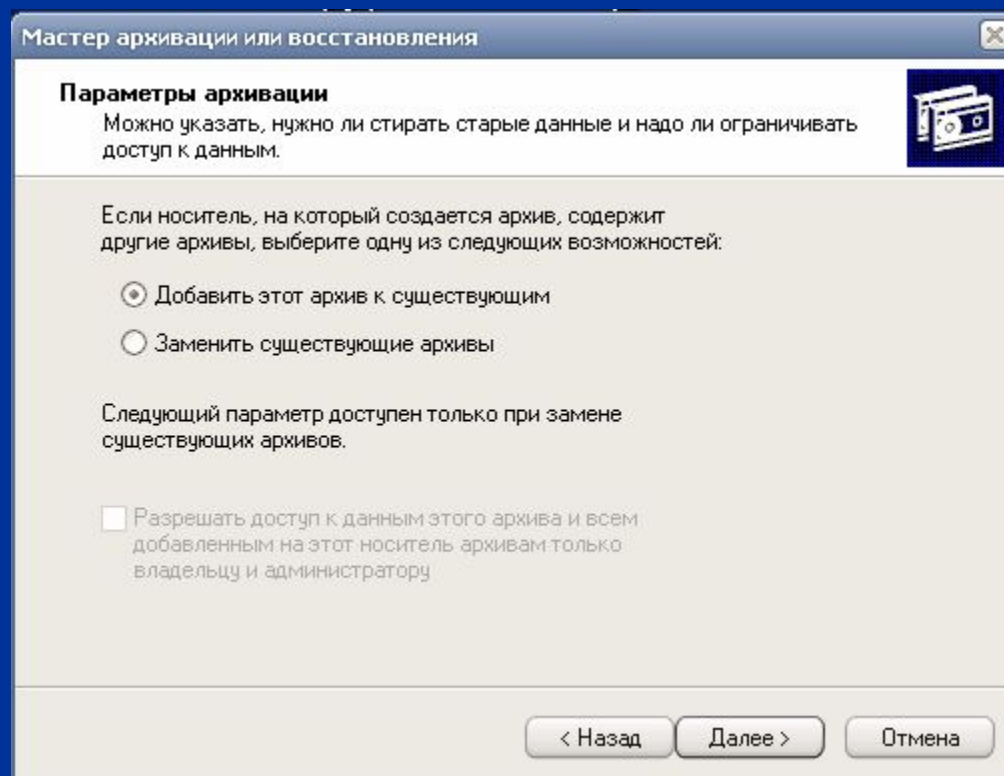 Мастер архивации или восстановления
Параметры архивации
Можно указать, нужно ли стирать старые данные и надо ли ограничивать
доступ к данным.
Если носитель, на который создается архив, содержит
другие архивы, выберите одну из следующих возможностей:
Добавить этот архив к существующим
Заменить существующие архивы
Следующий параметр доступен только при замене
существующих архивов.
Разрешать доступ к данным этого архива и всем
добавленным на этот носитель архивам только
владельцу и администратору
< Назад
Далее >
Отмена